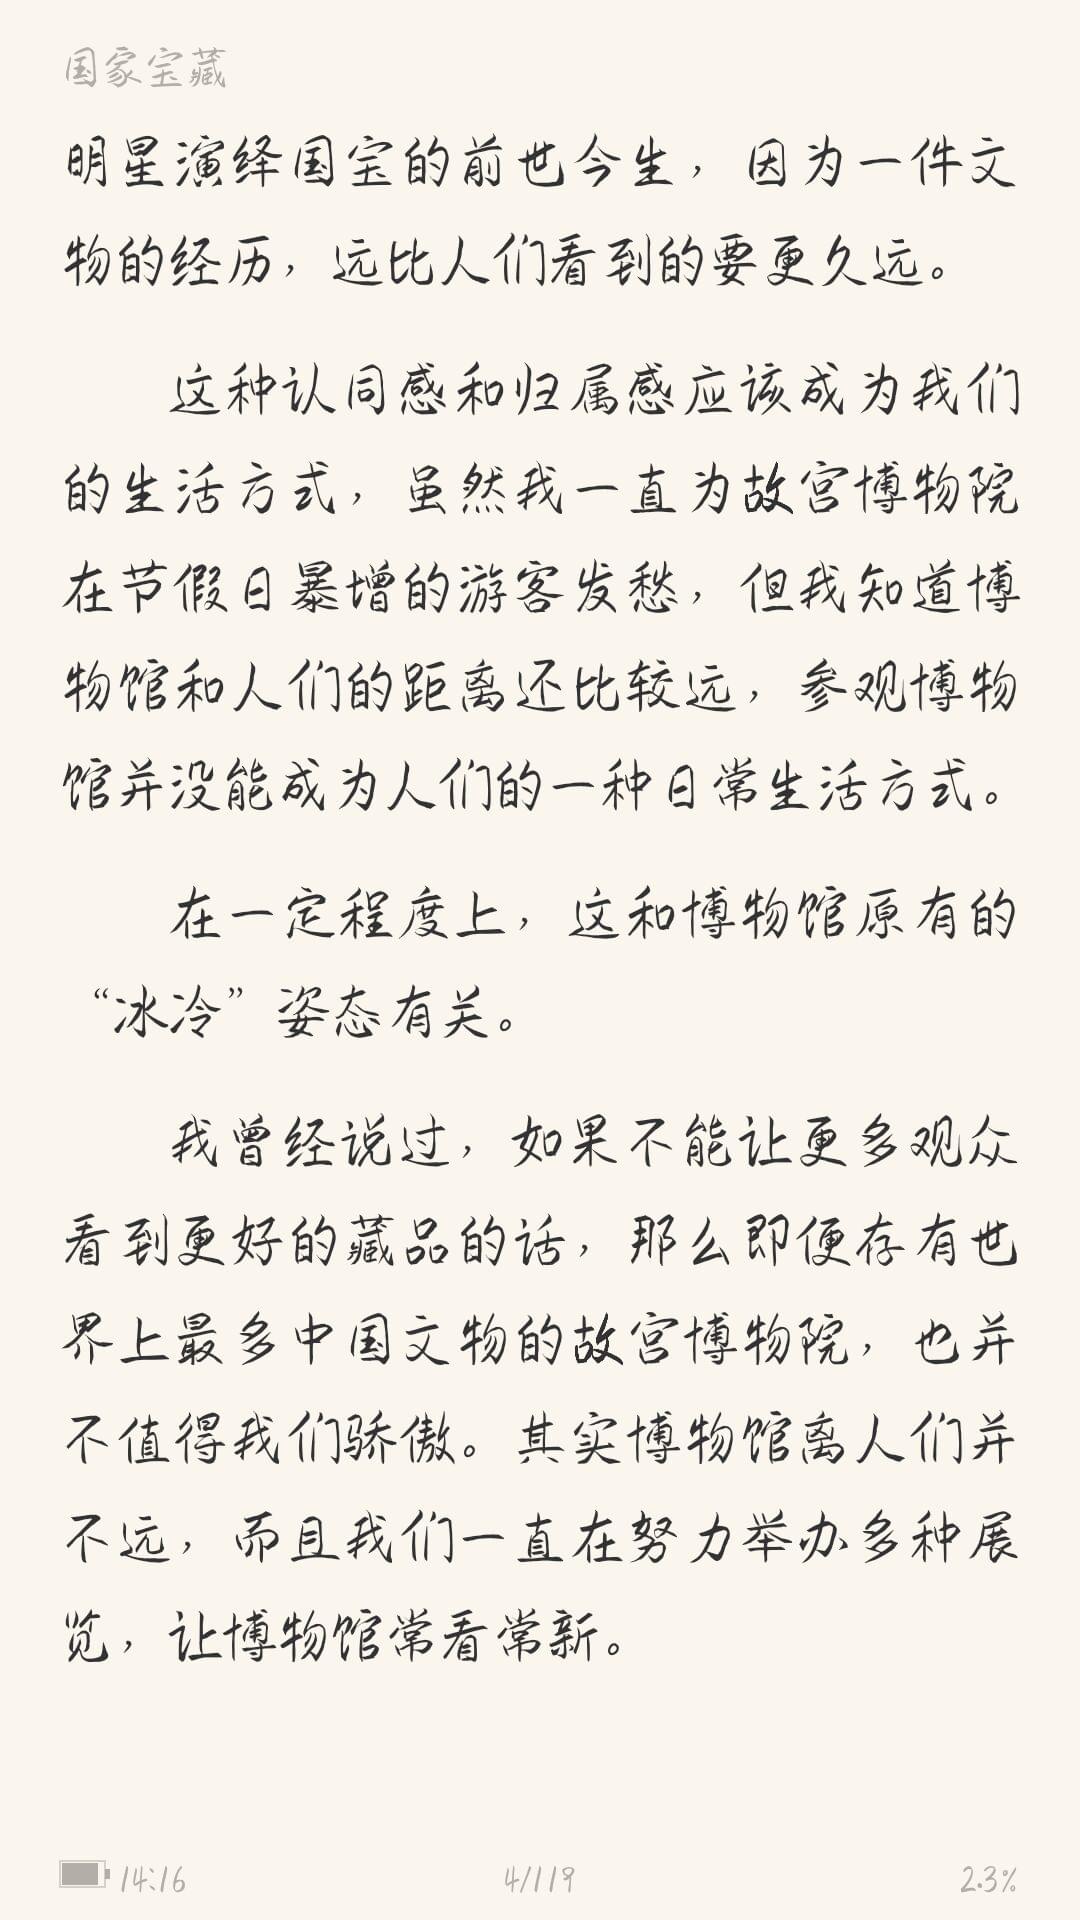 国家宝藏
明星演绎国宝的前世今生，因为一件文
物的经历，远比人们看到的要更久远。
这种认同感和归属感应该成为我们
的生活方式，虽然我一直为故宫博物院
在节假日暴增的游客发愁，但我知道博
物馆和人们的距离还比较远，参观博物
馆并没能成为人们的一种日常生活方式。
在一定程度上，这和博物馆原有的
“冰冷”姿态有关。
我曾经说过，如果不能让更多观众
看到更好的藏品的话，那么即便存有世
界上最多中国文物的故宫博物院，也并
不值得我们骄傲。其实博物馆离人们并
不远，而且我们一直在努力举办多种展
览，让博物馆常看常新。
14:16
4/119
2.3%